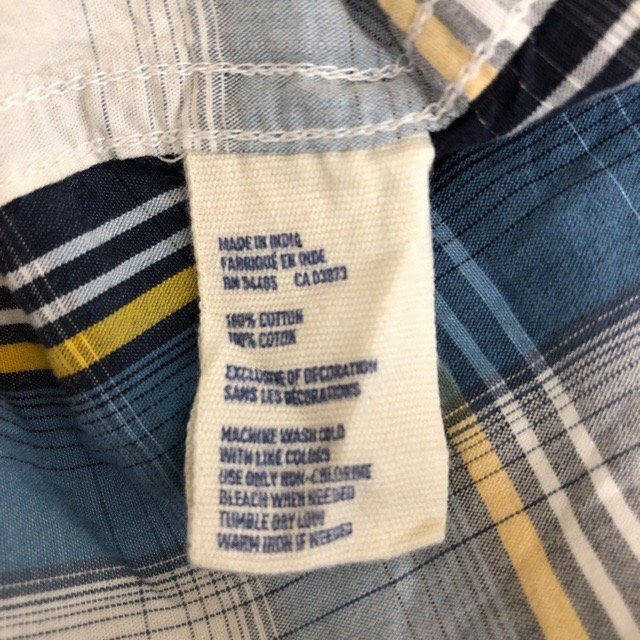 MADE IN INDIA
FABRIQUÉ EN INDE
RN 54485 CA 03873
100% COTTON
100% COTON
EXCLUSIVE OF DECORATION
SANS LES DÉCORATIONS
MACHINE WASH COLD
WITH LIKE COLORS
USE ONLY NON-CHLORINE
BLEACH WHEN NEEDED
TUMBLE DRY LOW
WARM IRON IF NEEDED